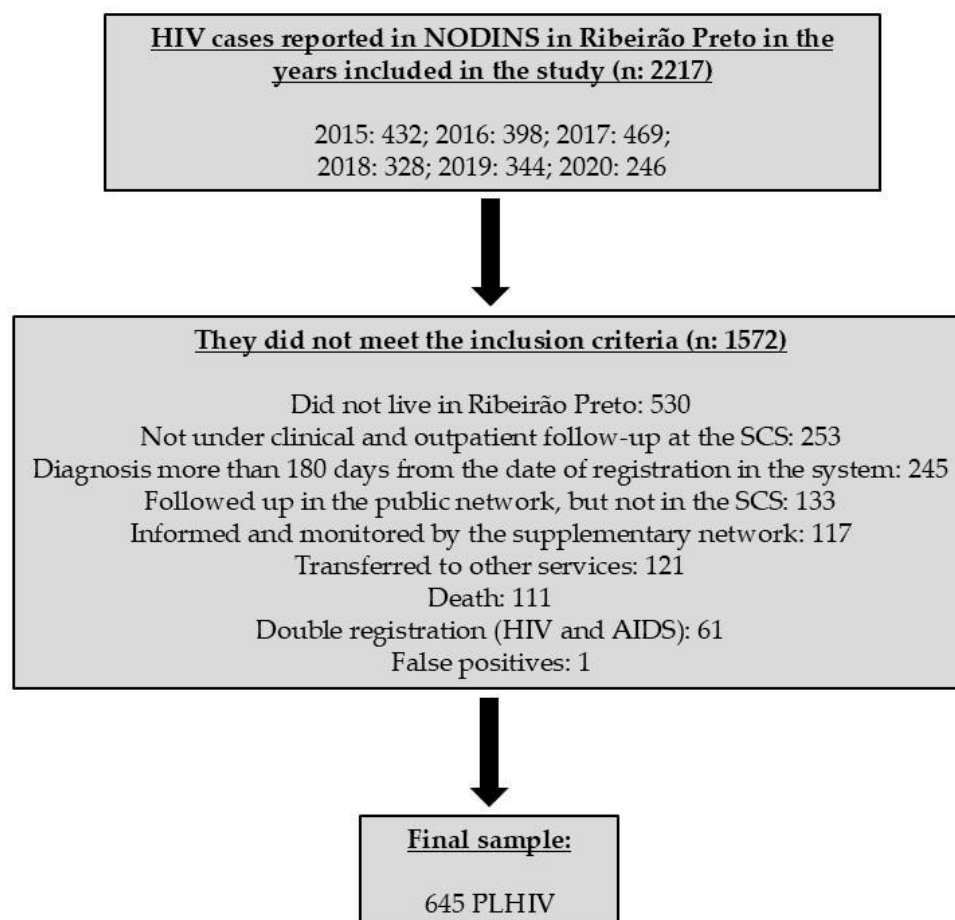 HIV cases reported in NODINS in Ribeirão Preto in the
years included in the study (n: 2217)
2015: 432; 2016: 398; 2017: 469;
2018: 328; 2019: 344; 2020: 246
They did not meet the inclusion criteria (n: 1572)
Did not live in Ribeirão Preto: 530
Not under clinical and outpatient follow-up at the SCS: 253
Diagnosis more than 180 days from the date of registration in the system: 245
Followed up in the public network, but not in the SCS: 133
Informed and monitored by the supplementary network: 117
Transferred to other services: 121
Death: 111
Double registration (HIV and AIDS): 61
False positives: 1
Final sample:
645 PLHIV